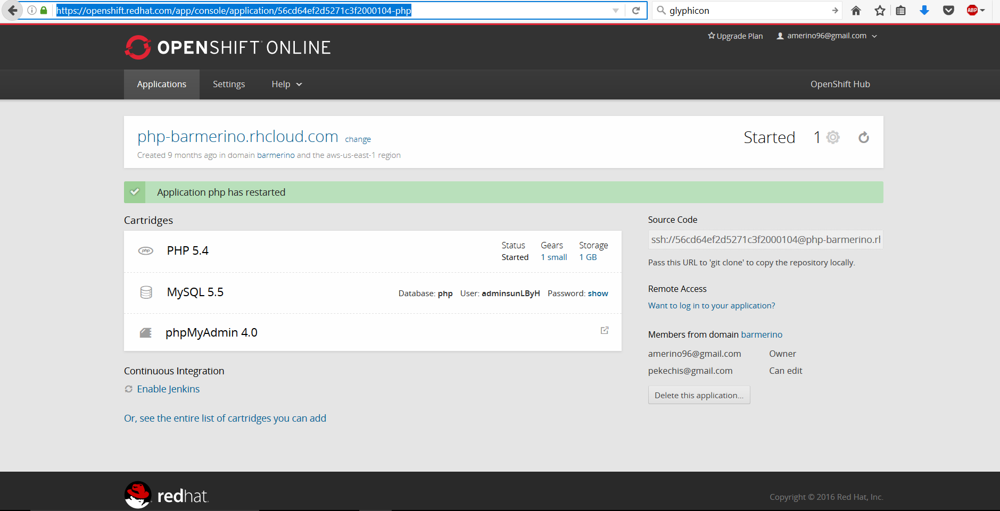 https://openshift.redhat.com/app/console/application/56cd64ef2d5271c3f2000104-php
glyphicon
ABP
OPENSHIFT ONLINE
Upgrade Plan
amerino96@gmail.com
Applications Settings Help
OpenShift Hub
php-barmerino.rhcloud.com change
Started 1
Created 9 months ago in domain barmerino and the aws-us-east-1 region
Application php has restarted
Cartridges
php
PHP 5.4
Status Gears Storage
Started 1 small 1 GB
MySQL 5.5
Database: php User: adminsunLByH Password: show
phpMyAdmin 4.0
Continuous Integration
Enable Jenkins
Or, see the entire list of cartridges you can add
Source Code
ssh://56cd64ef2d5271c3f2000104@php-barmerino.rl
Pass this URL to 'git clone' to copy the repository locally.
Remote Access
Want to log in to your application?
Members from domain barmerino
amerino96@gmail.com Owner
pekechis@gmail.com Can edit
Delete this application...
redhat.
Copyright © 2016 Red Hat, Inc.